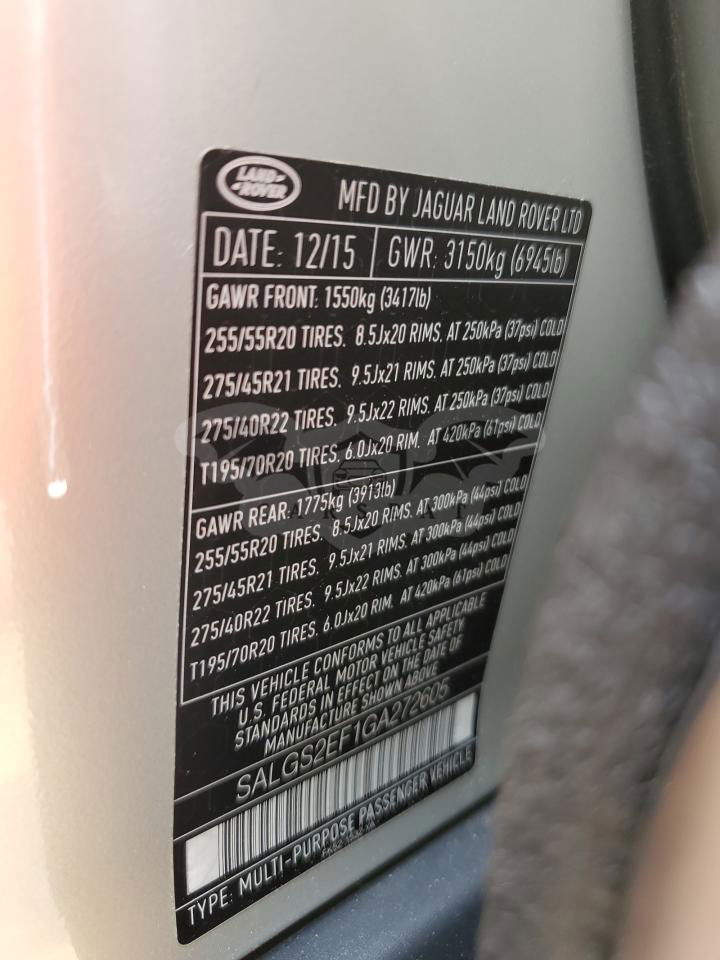 LAND
ROVER
MFD BY JAGUAR LAND ROVER LTD
DATE: 12/15 GWR: 3150kg (6945lb)
GAWR FRONT: 1550kg (3417lb)
255/55R20 TIRES. 8.5Jx20 RIMS. AT 250kPa (37psi) COLD
275/45R21 TIRES. 9.5Jx21 RIMS. AT 250kPa (37psi) COLD
275/40R22 TIRES. 9.5Jx22 RIMS. AT 250kPa (37psi) COLD
T195/70R20 TIRES. 6.0Jx20 RIM. AT 420kPa (61psi) COLD
GAWR REAR: 1775kg (3913lb)
255/55R20 TIRES. 8.5Jx20 RIMS. AT 300kPa (44psi) COLD
275/45R21 TIRES. 9.5Jx21 RIMS. AT 300kPa (44psi) COLD
275/40R22 TIRES. 9.5Jx22 RIMS. AT 300kPa (44psi) COLD
T195/70R20 TIRES. 6.0Jx20 RIM. AT 420kPa (61psi) COLD
THIS VEHICLE CONFORMS TO ALL APPLICABLE
U.S. FEDERAL MOTOR VEHICLE SAFETY
STANDARDS IN EFFECT ON THE DATE OF
MANUFACTURE SHOWN ABOVE
SALGS2EF1GA272605
TYPE: MULTI-PURPOSE PASSENGER VEHICLE